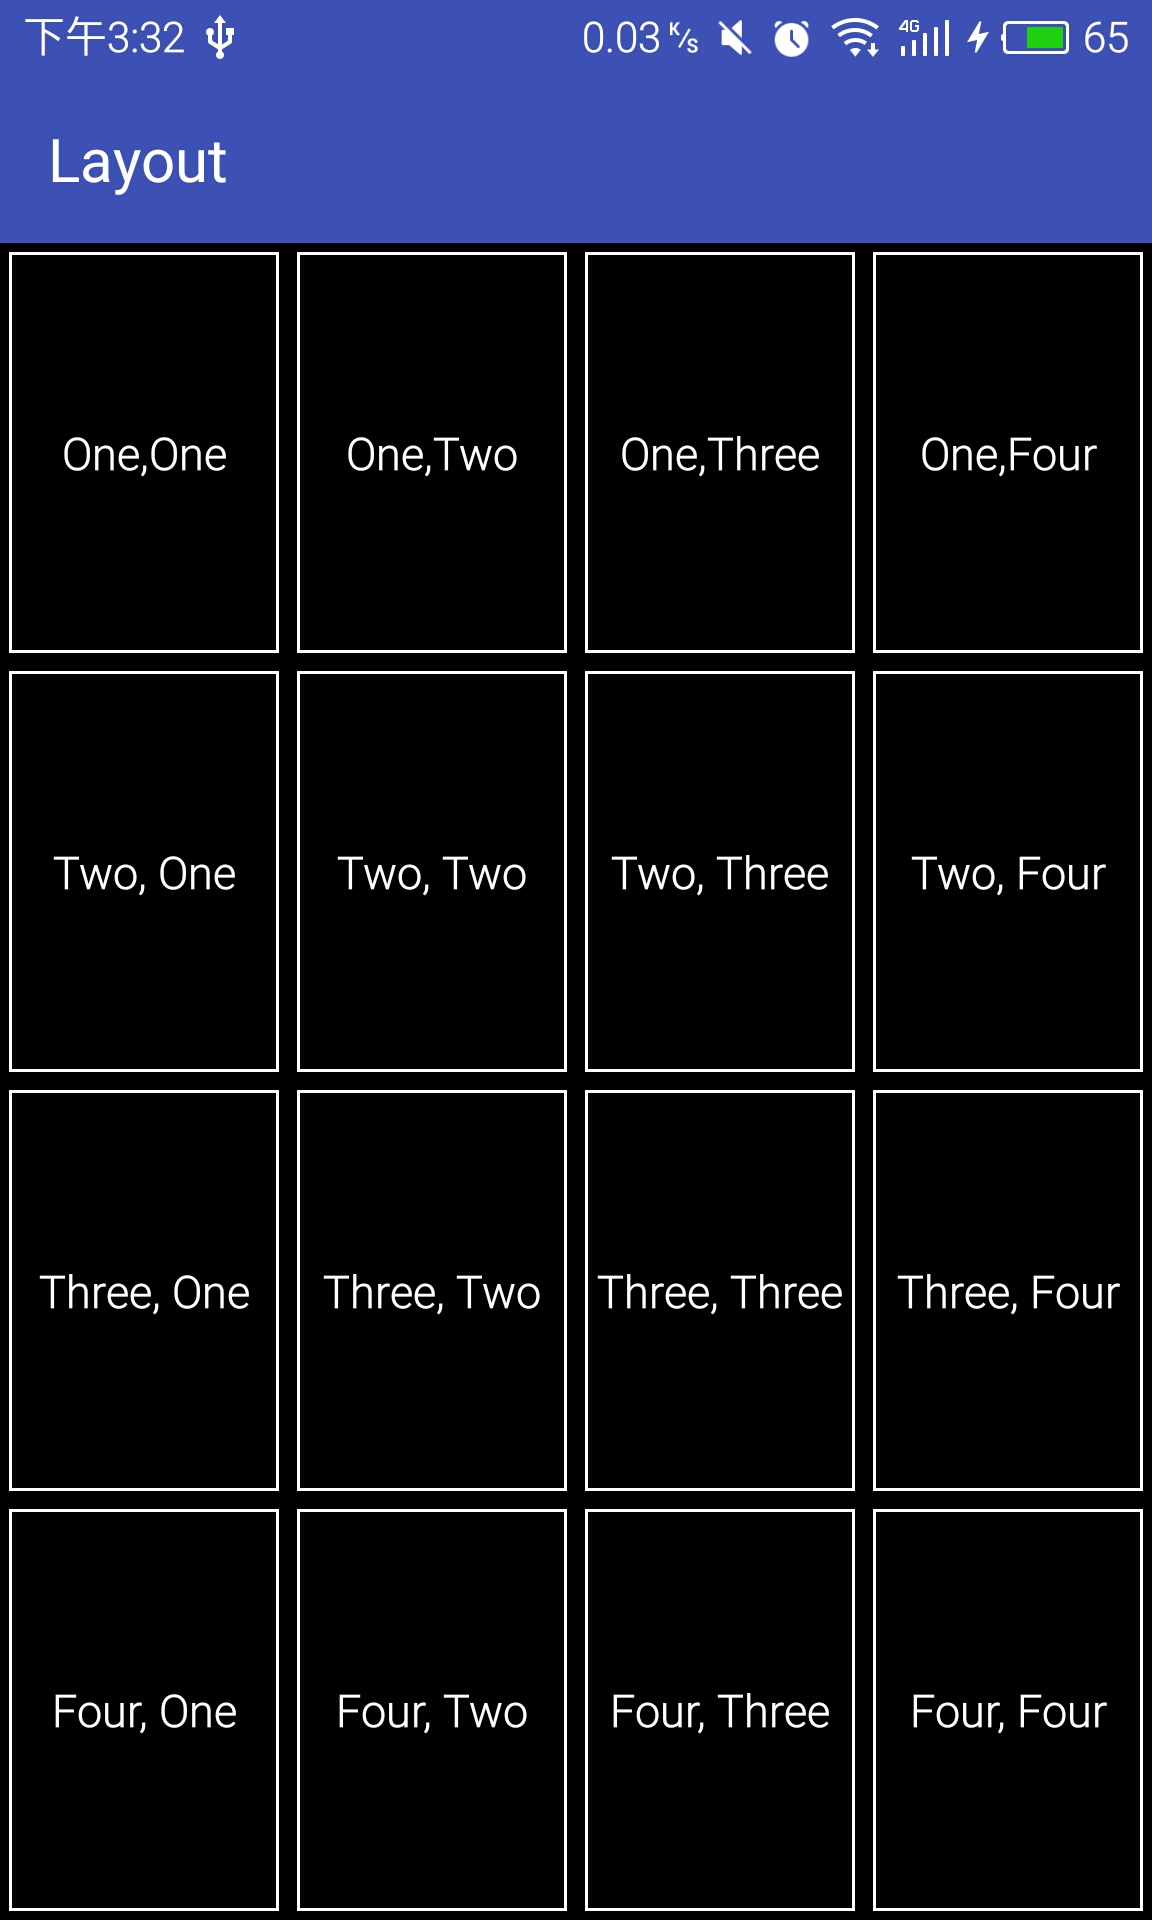 下午3:32 0.03 K/s 4G 65
Layout
One,One One,Two One,Three One,Four
Two, One Two, Two Two, Three Two, Four
Three, One Three, Two Three, Three Three, Four
Four, One Four, Two Four, Three Four, Four